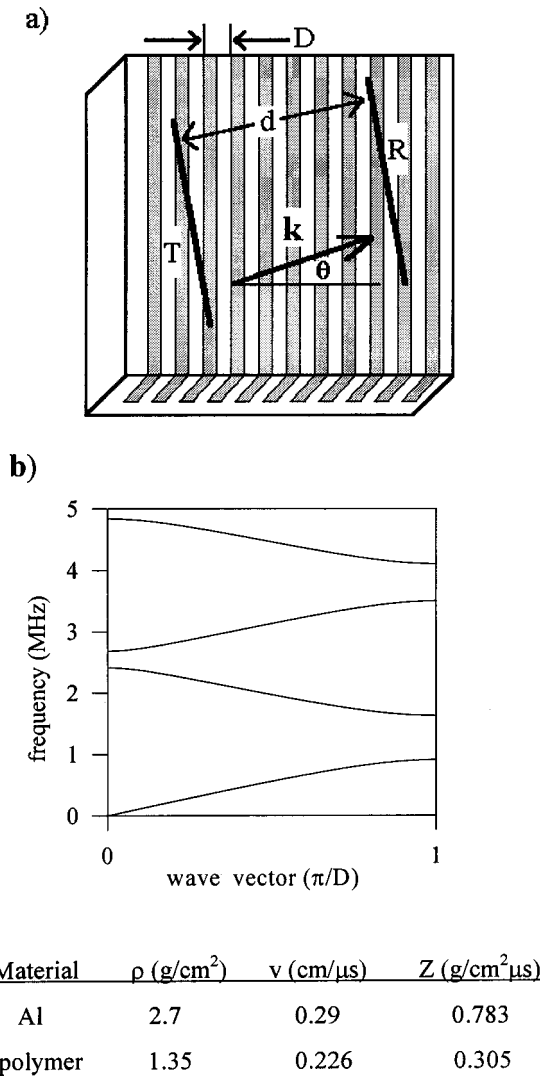 a)
D
d
R
k
T
θ
b)
5
4
3
2
1
0
frequency (MHz)
0 1
wave vector (π/D)
Material ρ (g/cm²) v (cm/μs) Z (g/cm²μs)
Al 2.7 0.29 0.783
polymer 1.35 0.226 0.305